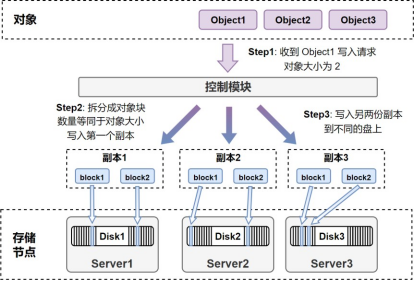 对象
Object1 Object2 Object3
Step1: 收到 Object1 写入请求
对象大小为 2
控制模块
Step2: 拆分成对象块
数量等同于对象大小
写入第一个副本
Step3: 写入另两份副本
到不同的盘上
副本1 副本2 副本3
block1 block2 block1 block2 block1 block2
存储
节点
Disk1 Disk2 Disk3
Server1 Server2 Server3